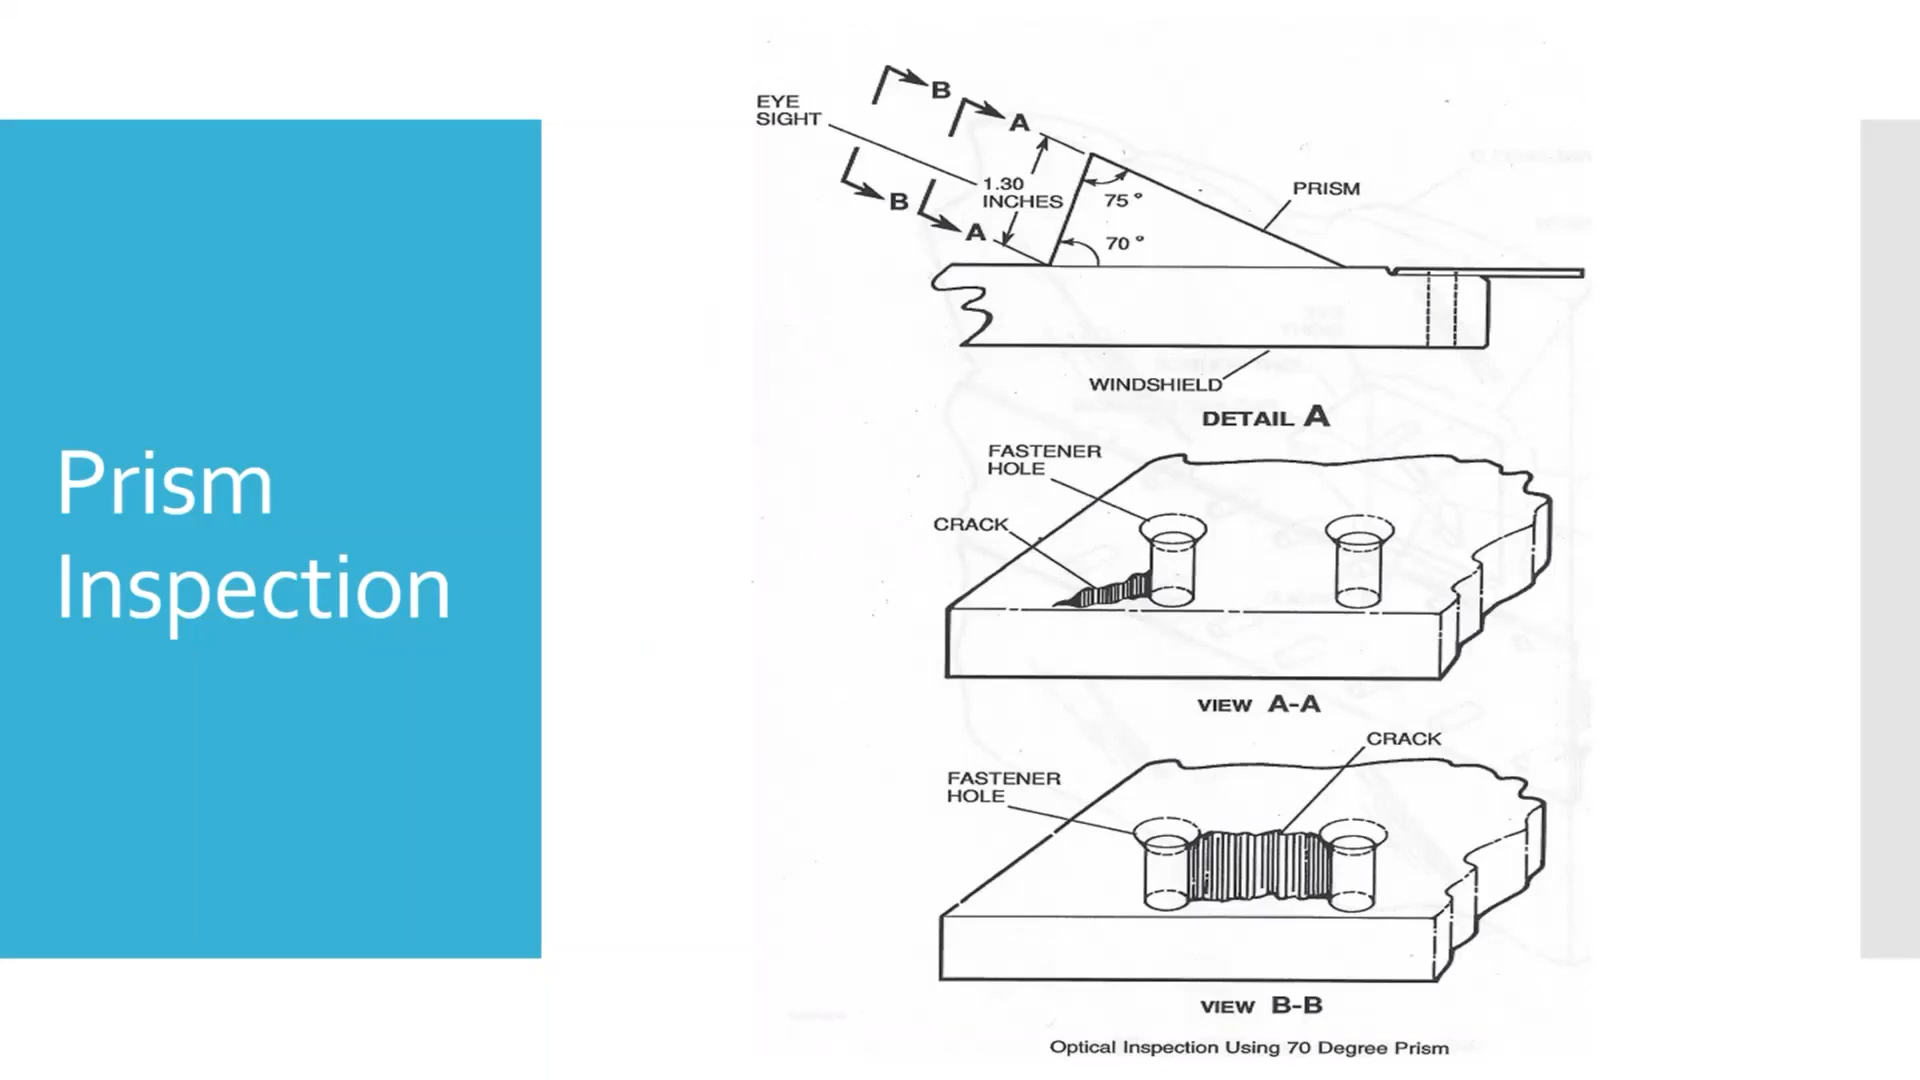 Prism
Inspection
EYE
SIGHT
B
A
B
A
1.30
INCHES
75°
70°
PRISM
WINDSHIELD
DETAIL A
FASTENER
HOLE
CRACK
VIEW A-A
CRACK
FASTENER
HOLE
VIEW B-B
Optical Inspection Using 70 Degree Prism